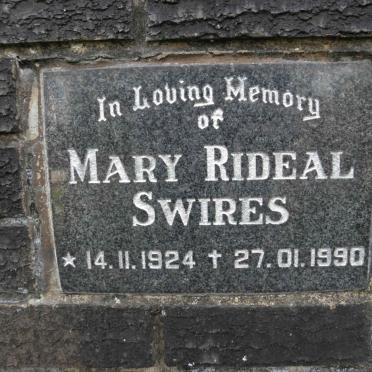 In Loving Memory
of
MARY RIDEAL
SWIRES
* 14.11.1924 † 27.01.1990